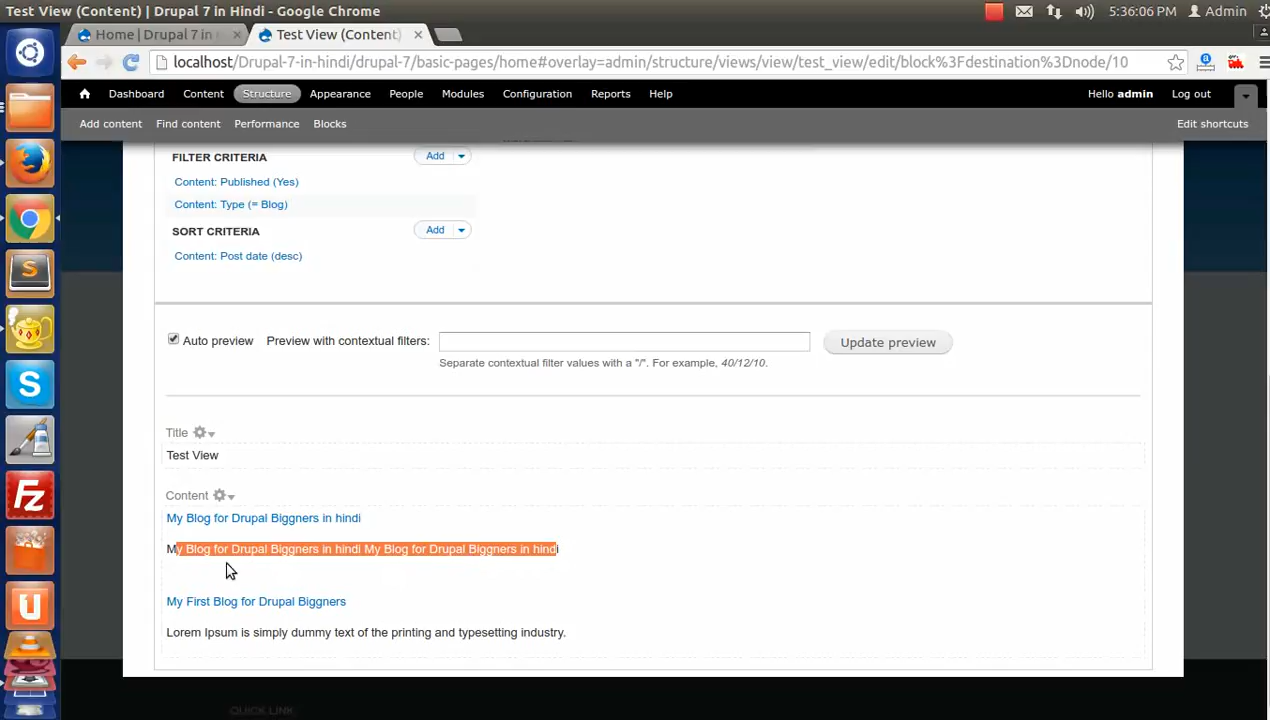 Test View (Content) | Drupal 7 in Hindi - Google Chrome
5:36:06 PM Admin
Home | Drupal 7 in
Test View (Content)
localhost/Drupal-7-in-hindi/drupal-7/basic-pages/home#overlay=admin/structure/views/view/test_view/edit/block%3Fdestination%3Dnode/10
Dashboard Content Structure Appearance People Modules Configuration Reports Help Hello admin Log out
Add content Find content Performance Blocks Edit shortcuts
FILTER CRITERIA Add
Content: Published (Yes)
Content: Type (= Blog)
SORT CRITERIA Add
Content: Post date (desc)
Auto preview Preview with contextual filters: Update preview
Separate contextual filter values with a "/". For example, 40/12/10.
Title
Test View
Content
My Blog for Drupal Biggners in hindi
My Blog for Drupal Biggners in hindi My Blog for Drupal Biggners in hindi
My First Blog for Drupal Biggners
Lorem Ipsum is simply dummy text of the printing and typesetting industry.
QUICK LINK